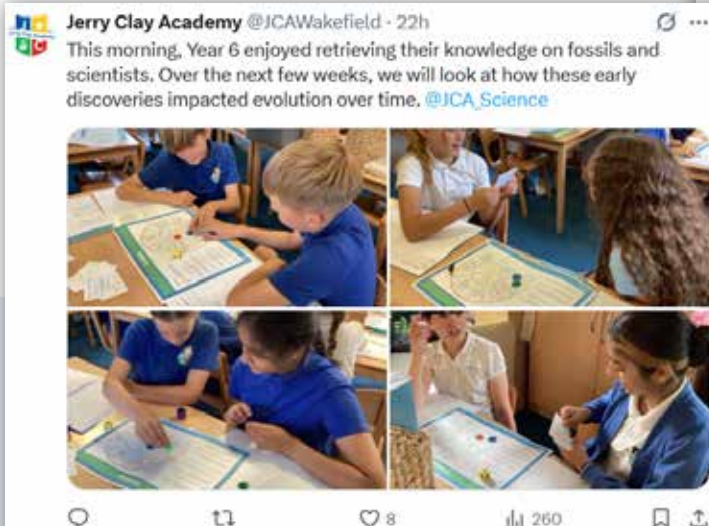 Jerry Clay Academy @JCAWakefield · 22h
This morning, Year 6 enjoyed retrieving their knowledge on fossils and
scientists. Over the next few weeks, we will look at how these early
discoveries impacted evolution over time. @JCA_Science
8
260